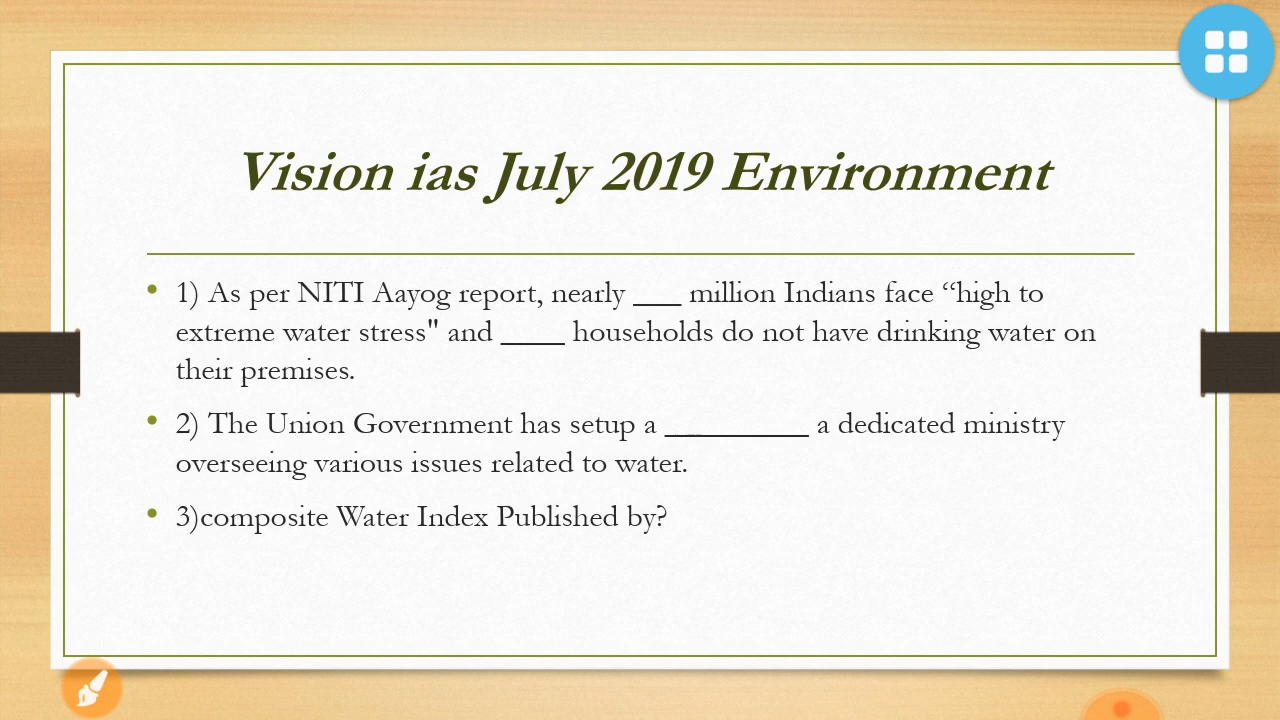 Vision ias July 2019 Environment
• 1) As per NITI Aayog report, nearly ___ million Indians face “high to
extreme water stress" and ____ households do not have drinking water on
their premises.
• 2) The Union Government has setup a _________ a dedicated ministry
overseeing various issues related to water.
• 3)composite Water Index Published by?